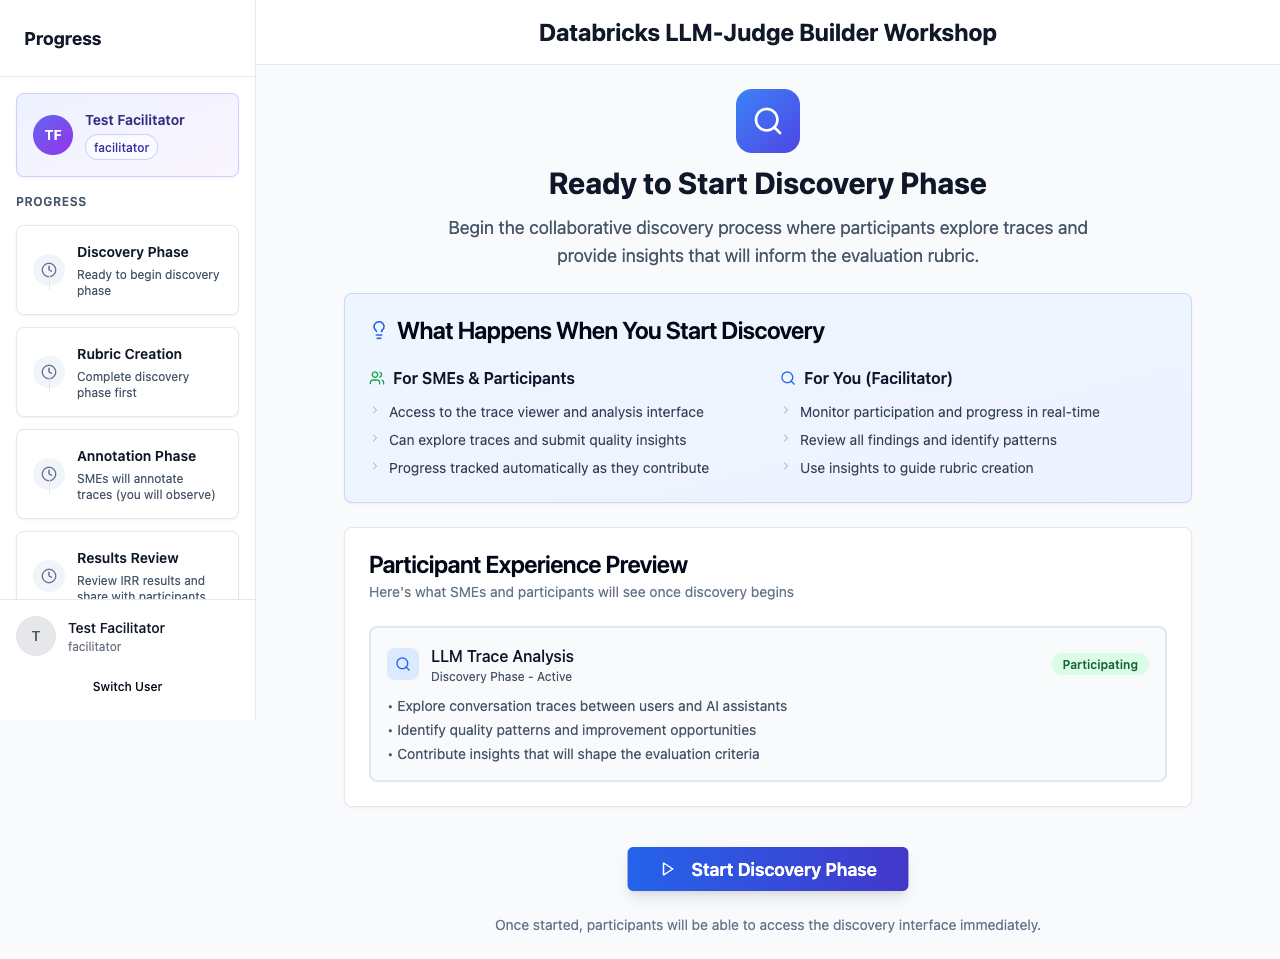 Progress
TF
Test Facilitator
facilitator
PROGRESS
Discovery Phase
Ready to begin discovery
phase
Rubric Creation
Complete discovery
phase first
Annotation Phase
SMEs will annotate
traces (you will observe)
Results Review
Review IRR results and
share with participants
T
Test Facilitator
facilitator
Switch User
Databricks LLM-Judge Builder Workshop
Ready to Start Discovery Phase
Begin the collaborative discovery process where participants explore traces and
provide insights that will inform the evaluation rubric.
What Happens When You Start Discovery
For SMEs & Participants
Access to the trace viewer and analysis interface
Can explore traces and submit quality insights
Progress tracked automatically as they contribute
For You (Facilitator)
Monitor participation and progress in real-time
Review all findings and identify patterns
Use insights to guide rubric creation
Participant Experience Preview
Here's what SMEs and participants will see once discovery begins
LLM Trace Analysis
Discovery Phase - Active
Participating
• Explore conversation traces between users and AI assistants
• Identify quality patterns and improvement opportunities
• Contribute insights that will shape the evaluation criteria
Start Discovery Phase
Once started, participants will be able to access the discovery interface immediately.